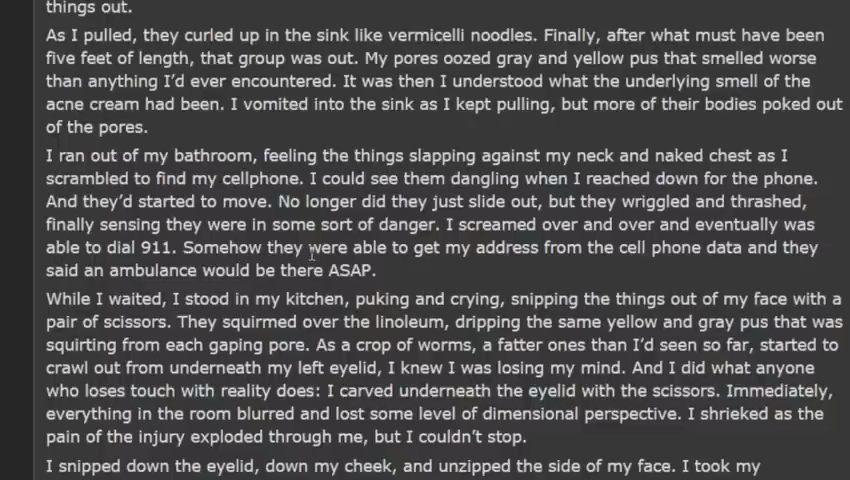 things out.
As I pulled, they curled up in the sink like vermicelli noodles. Finally, after what must have been
five feet of length, that group was out. My pores oozed gray and yellow pus that smelled worse
than anything I'd ever encountered. It was then I understood what the underlying smell of the
acne cream had been. I vomited into the sink as I kept pulling, but more of their bodies poked out
of the pores.
I ran out of my bathroom, feeling the things slapping against my neck and naked chest as I
scrambled to find my cellphone. I could see them dangling when I reached down for the phone.
And they'd started to move. No longer did they just slide out, but they wriggled and thrashed,
finally sensing they were in some sort of danger. I screamed over and over and eventually was
able to dial 911. Somehow they were able to get my address from the cell phone data and they
said an ambulance would be there ASAP.
While I waited, I stood in my kitchen, puking and crying, snipping the things out of my face with a
pair of scissors. They squirmed over the linoleum, dripping the same yellow and gray pus that was
squirting from each gaping pore. As a crop of worms, a fatter ones than I'd seen so far, started to
crawl out from underneath my left eyelid, I knew I was losing my mind. And I did what anyone
who loses touch with reality does: I carved underneath the eyelid with the scissors. Immediately,
everything in the room blurred and lost some level of dimensional perspective. I shrieked as the
pain of the injury exploded through me, but I couldn't stop.
I snipped down the eyelid, down my cheek, and unzipped the side of my face. I took my